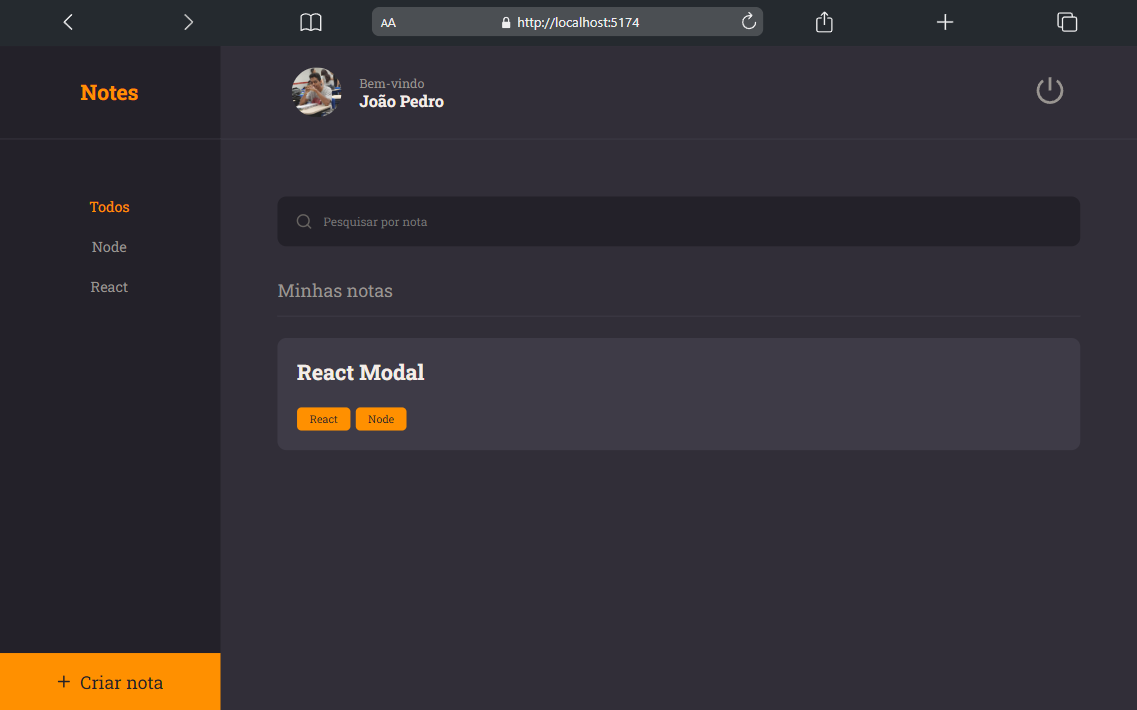 AA
http://localhost:5174
Notes
Bem-vindo
João Pedro
Todos
Node
React
Pesquisar por nota
Minhas notas
React Modal
React Node
+ Criar nota